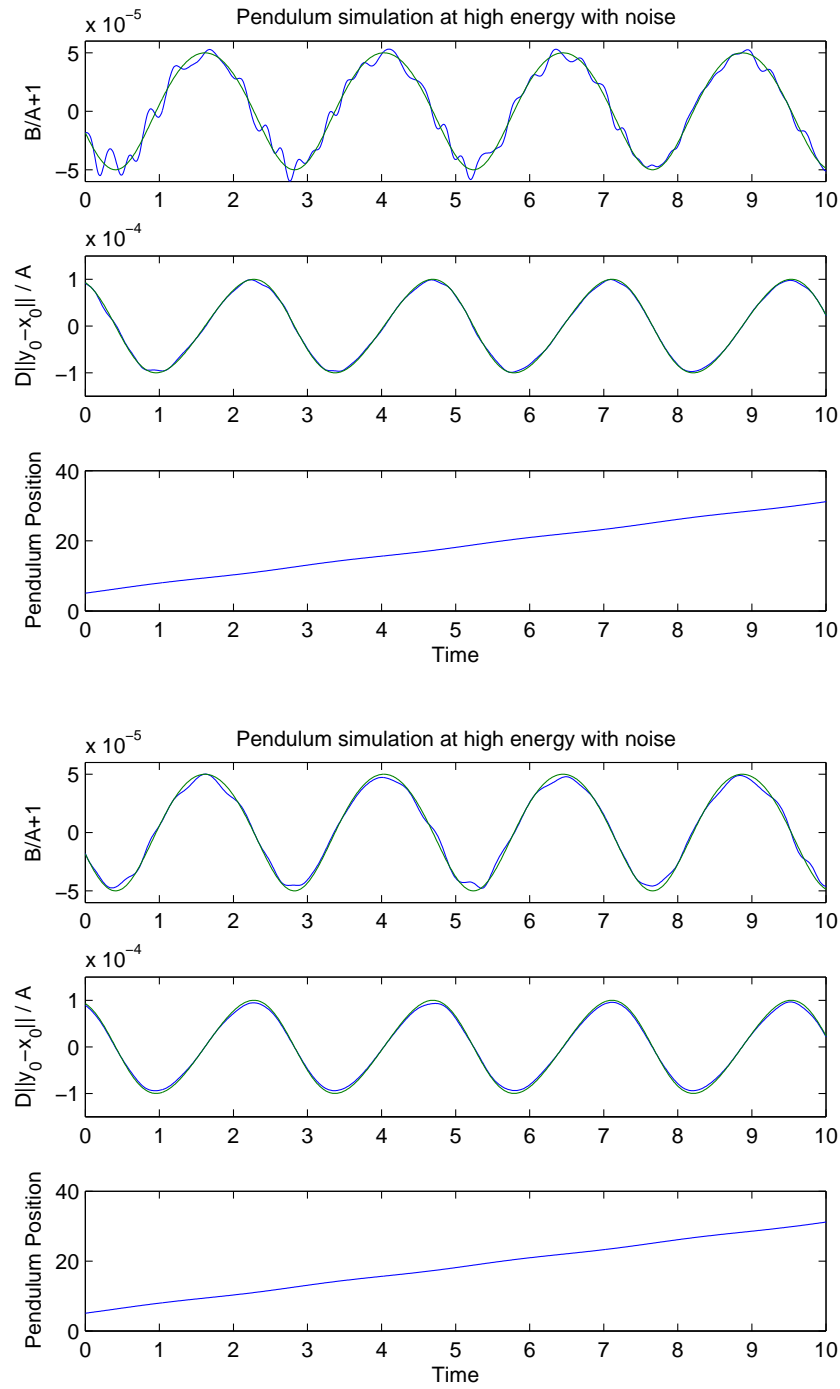 Pendulum simulation at high energy with noise
x 10^−5
B/A+1
5
0
−5
0 1 2 3 4 5 6 7 8 9 10
x 10^−4
D||y_0−x_0|| / A
1
0
−1
0 1 2 3 4 5 6 7 8 9 10
Pendulum Position
40
20
0
0 1 2 3 4 5 6 7 8 9 10
Time
Pendulum simulation at high energy with noise
x 10^−5
B/A+1
5
0
−5
0 1 2 3 4 5 6 7 8 9 10
x 10^−4
D||y_0−x_0|| / A
1
0
−1
0 1 2 3 4 5 6 7 8 9 10
Pendulum Position
40
20
0
0 1 2 3 4 5 6 7 8 9 10
Time